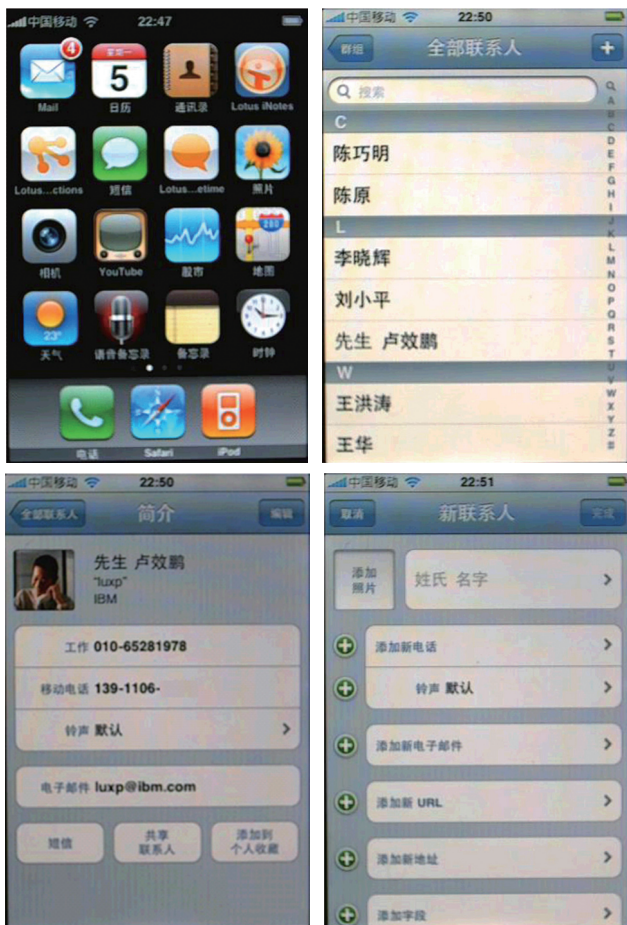 中国移动 22:47
4
星期一
5
Mail 日历 通讯录 Lotus iNotes
Lotus...ctions 短信 Lotus...etime 照片
280
相机 YouTube 股市 地图
23°
天气 语音备忘录 备忘录 时钟
电话 Safari iPod
中国移动 22:50
群组 全部联系人 +
搜索
C
陈巧明
陈原
L
李晓辉
刘小平
先生 卢效鹏
W
王洪涛
王华
A
B
C
D
E
F
G
H
I
J
K
L
M
N
O
P
Q
R
S
T
U
V
W
X
Y
Z
#
中国移动 22:50
全部联系人 简介 编辑
先生 卢效鹏
"luxp"
IBM
工作 010-65281978
移动电话 139-1106-
铃声 默认
电子邮件 luxp@ibm.com
短信 共享联系人 添加到个人收藏
中国移动 22:51
取消 新联系人 完成
添加照片 姓氏 名字
添加新电话
铃声 默认
添加新电子邮件
添加新 URL
添加新地址
添加字段